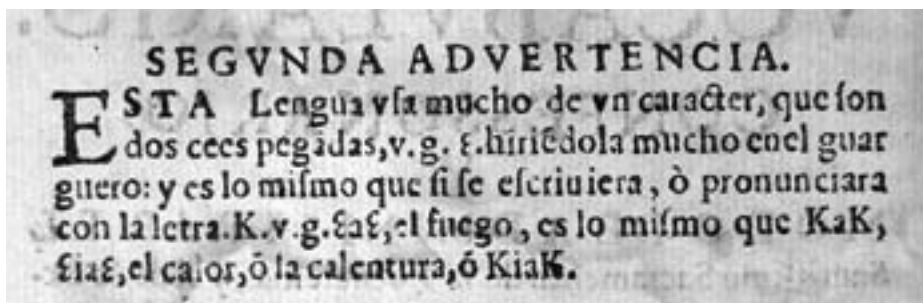 SEGVNDA ADVERTENCIA.
ESTA Lengua vſa mucho de vn caracter, que ſon
dos cees pegadas, v.g. ꜫ. hiriẽdola mucho enel guar
guero: y es lo miſmo que ſi ſe eſcriuiera, ò pronunciara
con la letra. K. v.g. ꜫaꜫ, el fuego, es lo miſmo que KaK,
ꜫiaꜫ, el calor, ò la calentura, ó KiaK.